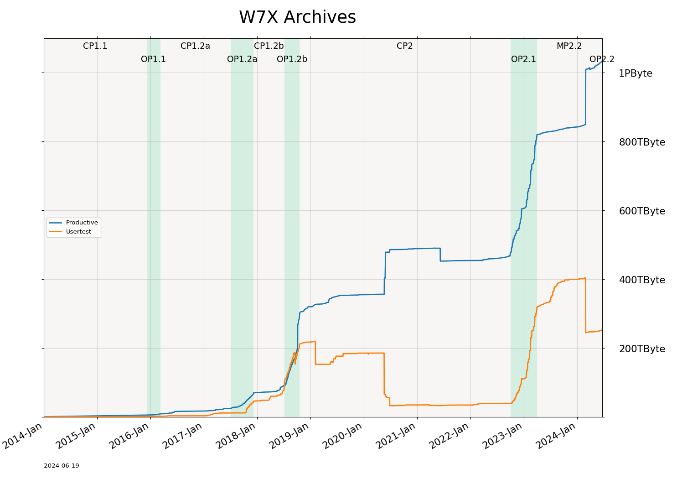 W7X Archives
CP1.1 CP1.2a CP1.2b CP2 MP2.2
OP1.1 OP1.2a OP1.2b OP2.1 OP2.2
1PByte
800TByte
600TByte
Productive
Usertest
400TByte
200TByte
2014-Jan 2015-Jan 2016-Jan 2017-Jan 2018-Jan 2019-Jan 2020-Jan 2021-Jan 2022-Jan 2023-Jan 2024-Jan
2024-06-19